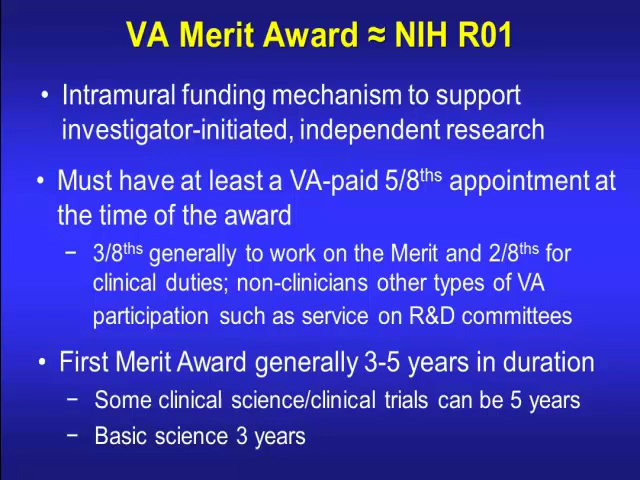 VA Merit Award ≈ NIH R01
• Intramural funding mechanism to support
investigator-initiated, independent research
• Must have at least a VA-paid 5/8ths appointment at
the time of the award
− 3/8ths generally to work on the Merit and 2/8ths for
clinical duties; non-clinicians other types of VA
participation such as service on R&D committees
• First Merit Award generally 3-5 years in duration
− Some clinical science/clinical trials can be 5 years
− Basic science 3 years